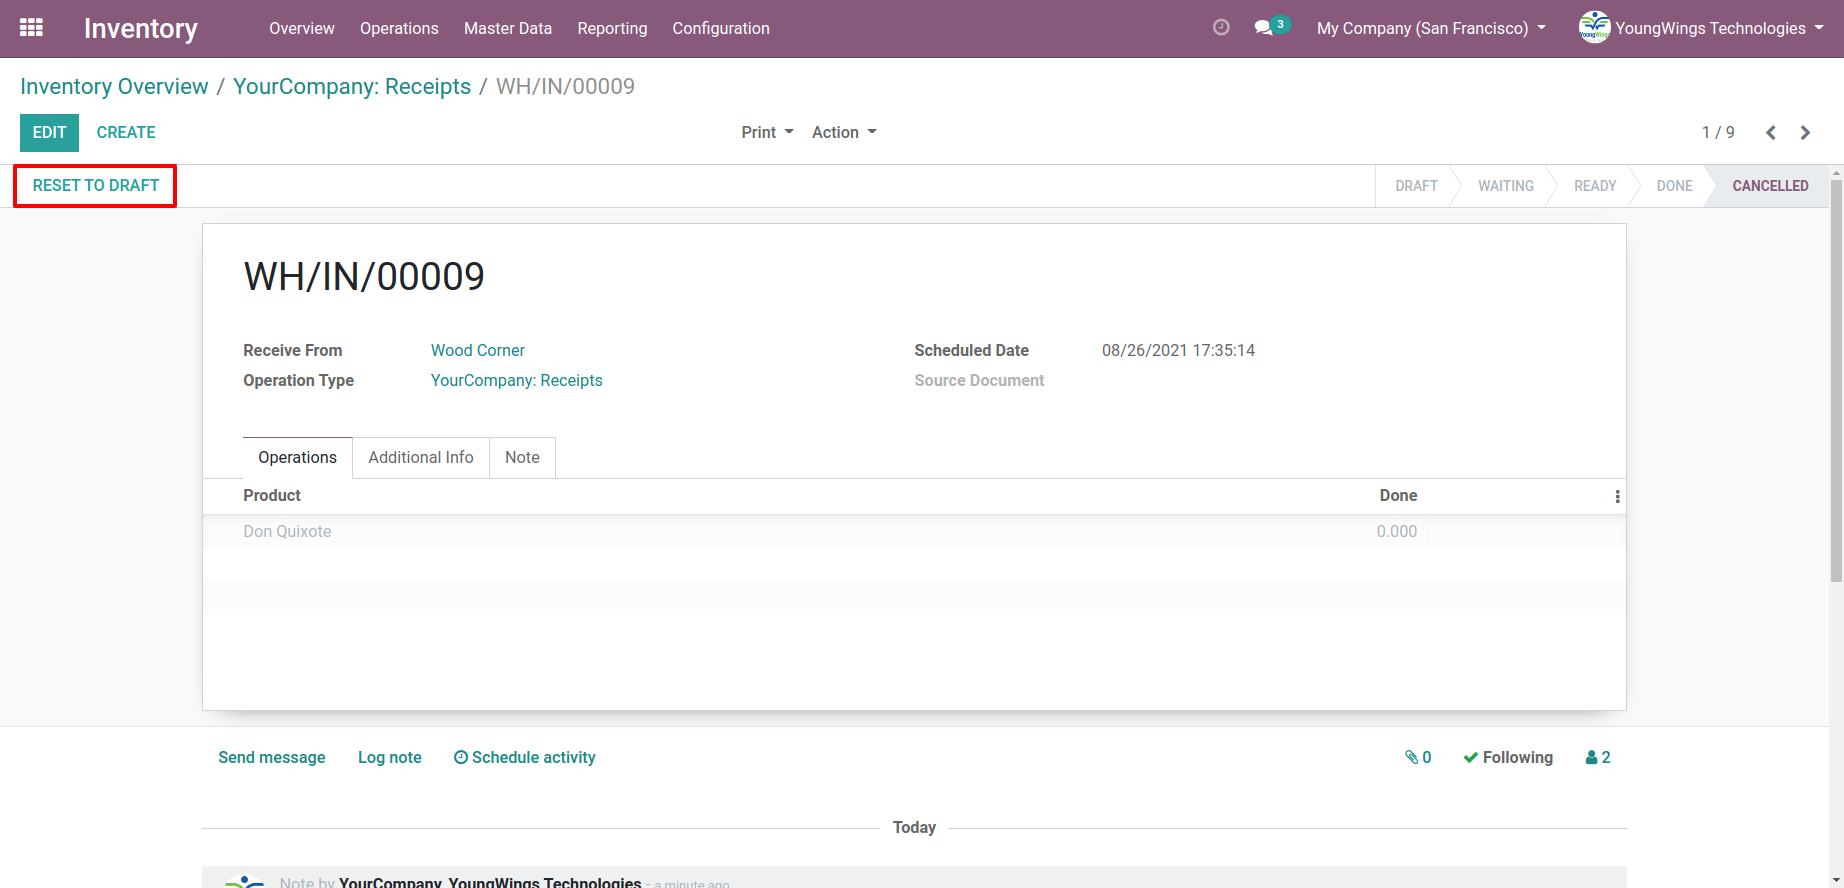 Inventory Overview Operations Master Data Reporting Configuration 3 My Company (San Francisco) YoungWings YoungWings Technologies
Inventory Overview / YourCompany: Receipts / WH/IN/00009
EDIT CREATE Print Action 1 / 9
RESET TO DRAFT DRAFT WAITING READY DONE CANCELLED
WH/IN/00009
Receive From Wood Corner Scheduled Date 08/26/2021 17:35:14
Operation Type YourCompany: Receipts Source Document
Operations Additional Info Note
Product Done
Don Quixote 0.000
Send message Log note Schedule activity 0 Following 2
Today
Note by YourCompany, YoungWings Technologies - a minute ago